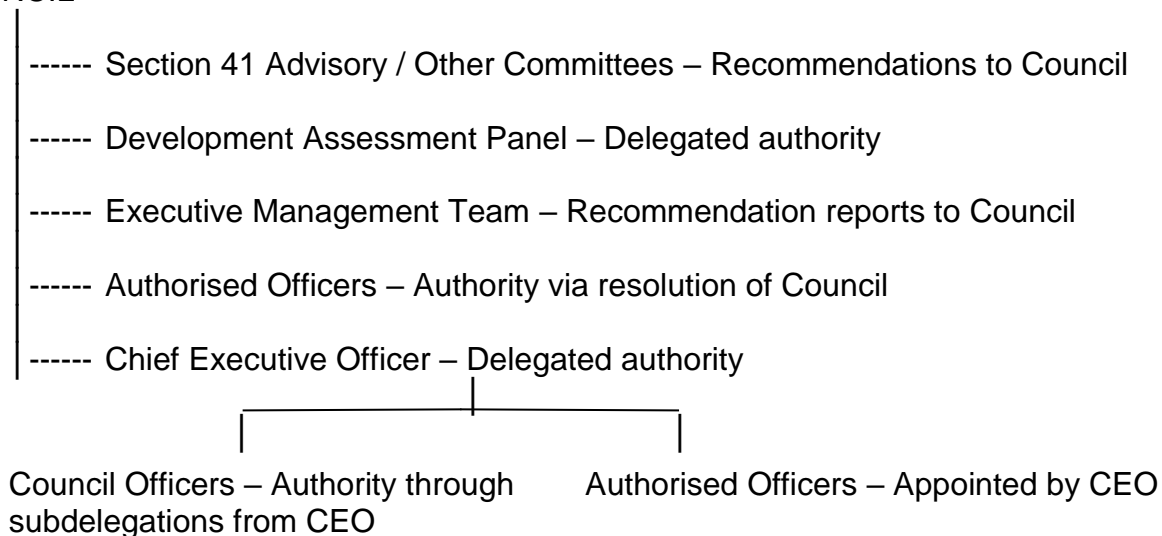 ------ Section 41 Advisory / Other Committees – Recommendations to Council
------ Development Assessment Panel – Delegated authority
------ Executive Management Team – Recommendation reports to Council
------ Authorised Officers – Authority via resolution of Council
------ Chief Executive Officer – Delegated authority
Council Officers – Authority through
subdelegations from CEO
Authorised Officers – Appointed by CEO